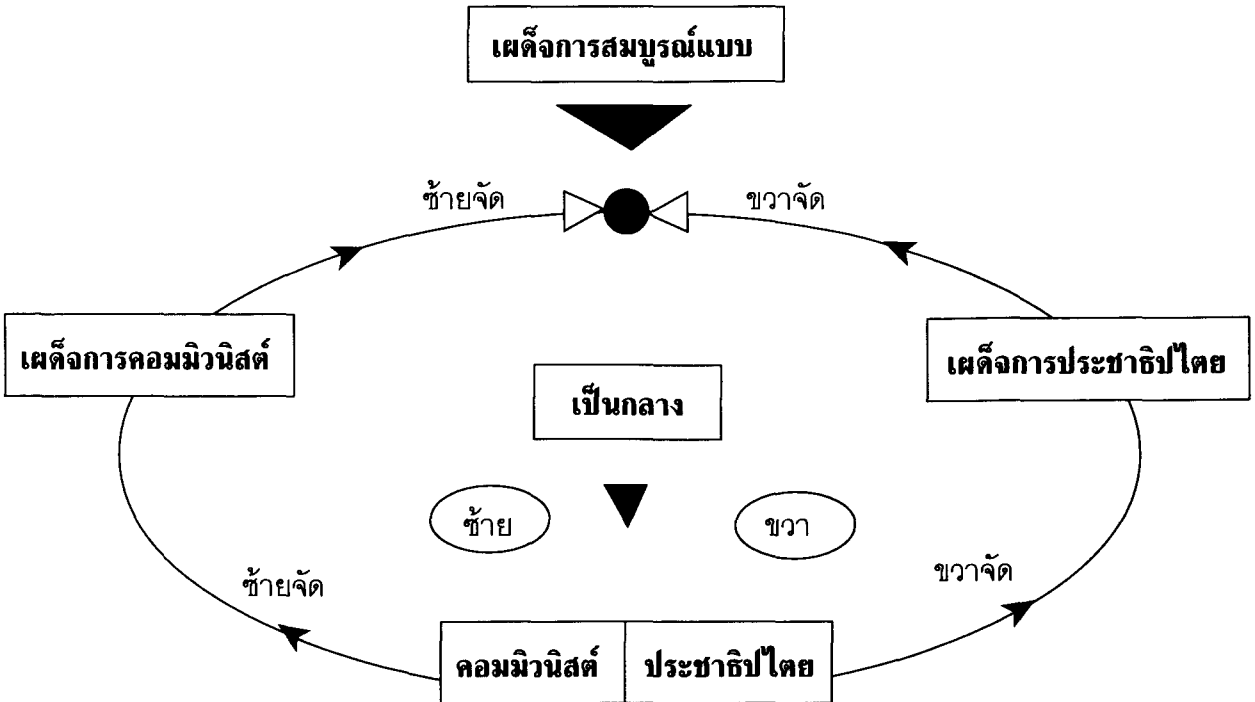 เผด็จการสมบูรณ์แบบ
ซ้ายจัด
ขวาจัด
เผด็จการคอมมิวนิสต์
เผด็จการประชาธิปไตย
เป็นกลาง
ซ้าย
ขวา
ซ้ายจัด
ขวาจัด
คอมมิวนิสต์
ประชาธิปไตย